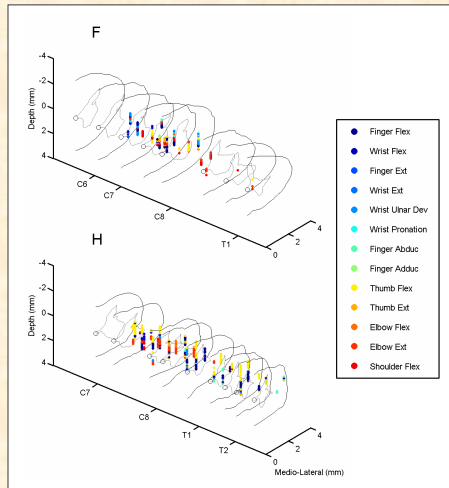 F
-4
-2
0
2
4
Depth (mm)
C6
C7
C8
T1
0
2
4
H
-4
-2
0
2
4
Depth (mm)
C7
C8
T1
T2
0
2
4
Medio-Lateral (mm)
Finger Flex
Wrist Flex
Finger Ext
Wrist Ext
Wrist Ulnar Dev
Wrist Pronation
Finger Abduc
Finger Adduc
Thumb Flex
Thumb Ext
Elbow Flex
Elbow Ext
Shoulder Flex